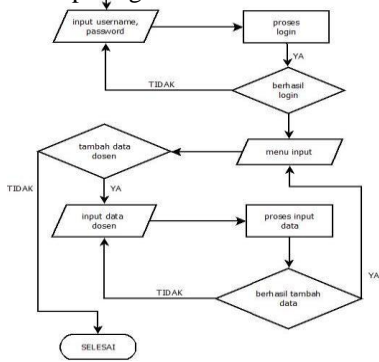 input username,
password
proses
login
YA
TIDAK
berhasil
login
tambah data
dosen
menu input
TIDAK
YA
input data
dosen
proses input
data
YA
TIDAK
berhasil tambah
data
SELESAI